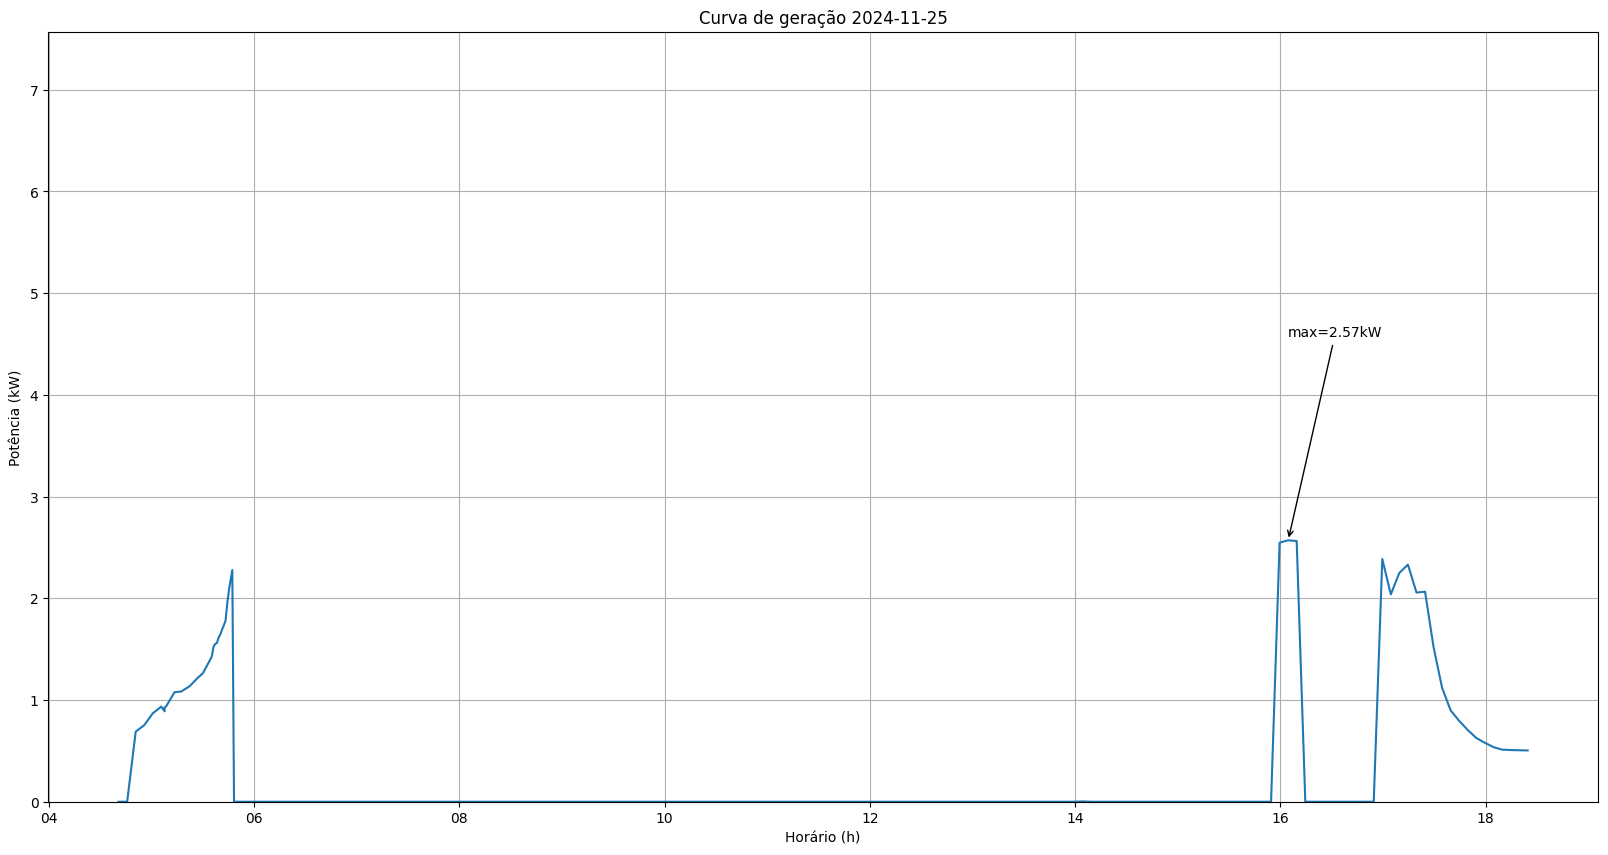 Curva de geração 2024-11-25
Potência (kW)
7
6
5
4
3
2
1
0
max=2.57kW
04 06 08 10 12 14 16 18
Horário (h)